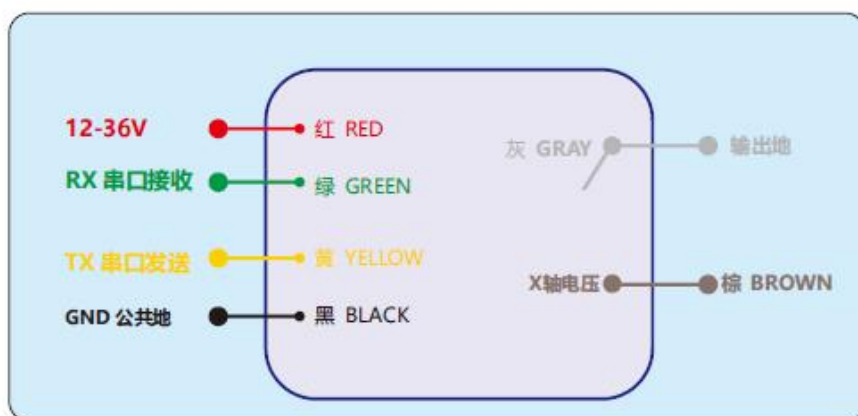 12-36V
红 RED
RX 串口接收
绿 GREEN
TX 串口发送
黄 YELLOW
GND 公共地
黑 BLACK
灰 GRAY
输出地
X轴电压
棕 BROWN